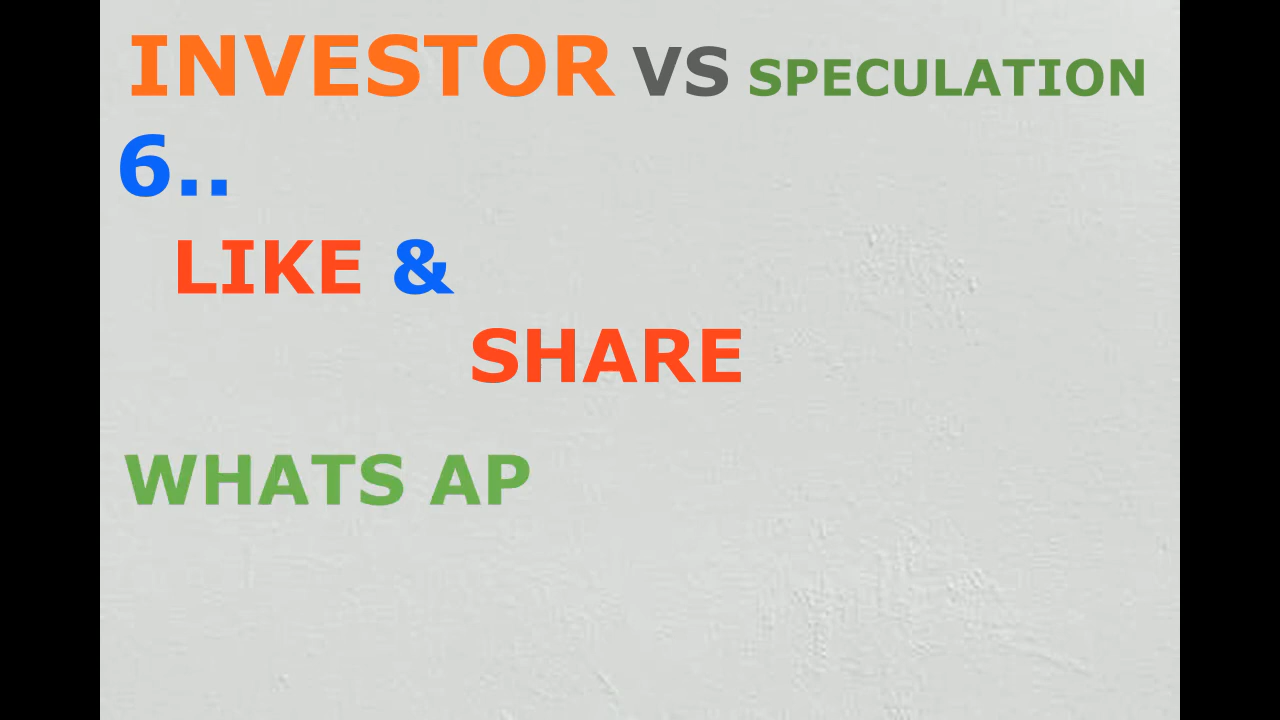 INVESTOR VS SPECULATION
6..
LIKE &
SHARE
WHATS AP